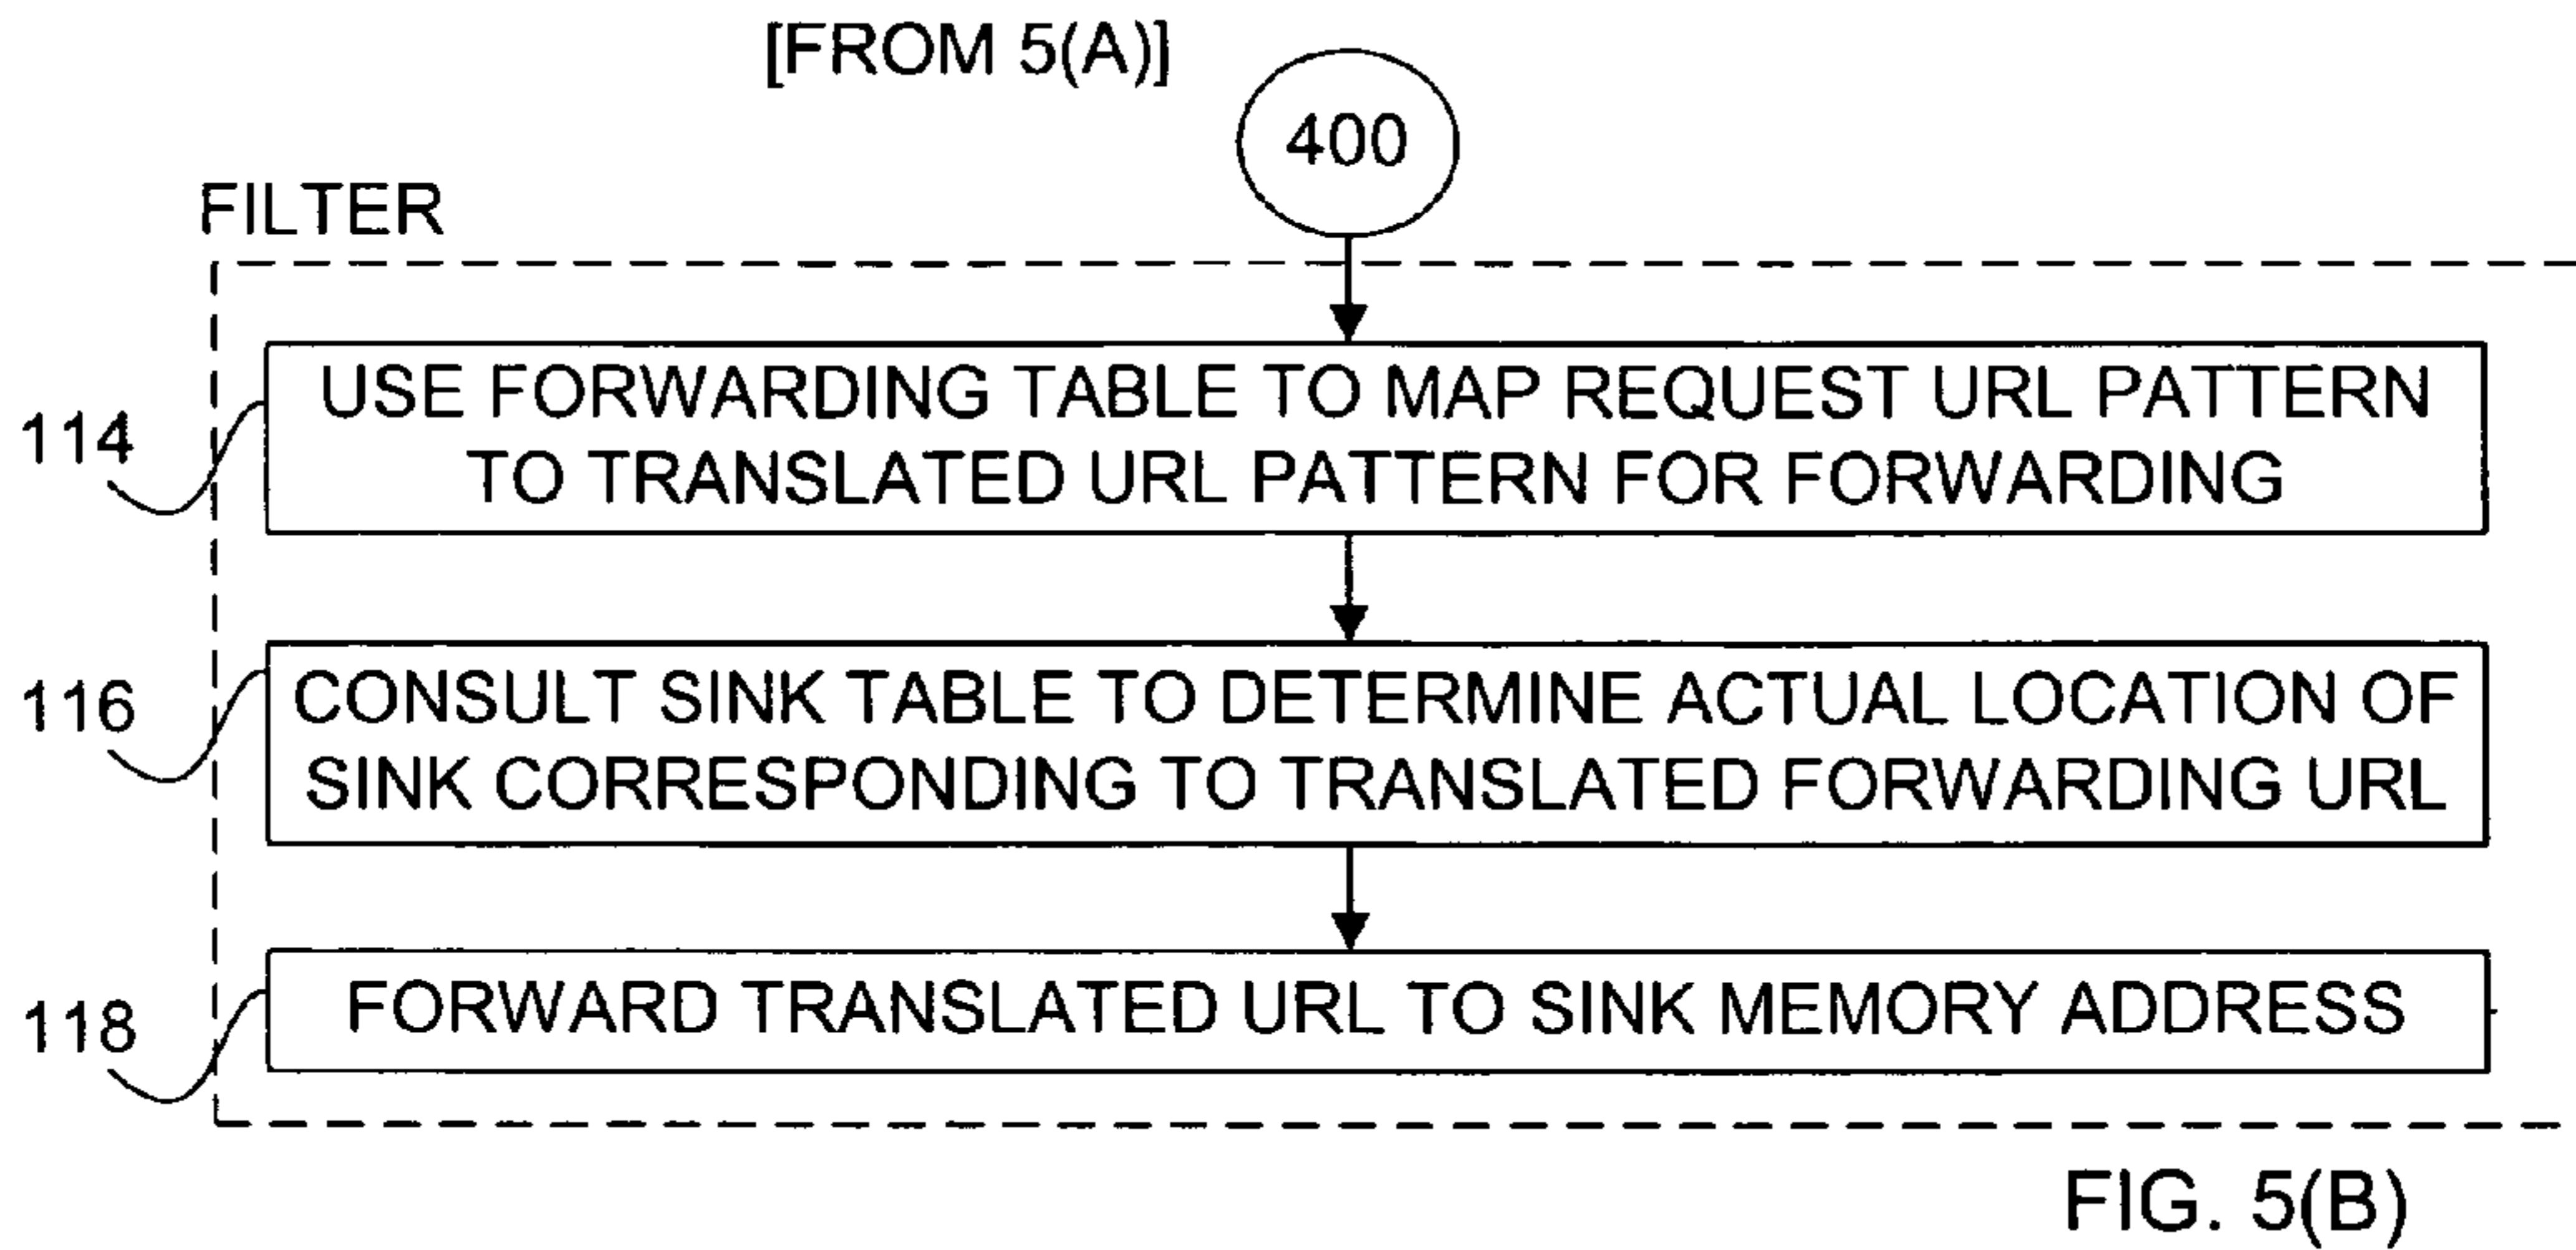 [FROM 5(A)]
400
FILTER
114
USE FORWARDING TABLE TO MAP REQUEST URL PATTERN
TO TRANSLATED URL PATTERN FOR FORWARDING
116
CONSULT SINK TABLE TO DETERMINE ACTUAL LOCATION OF
SINK CORRESPONDING TO TRANSLATED FORWARDING URL
118
FORWARD TRANSLATED URL TO SINK MEMORY ADDRESS
FIG. 5(B)